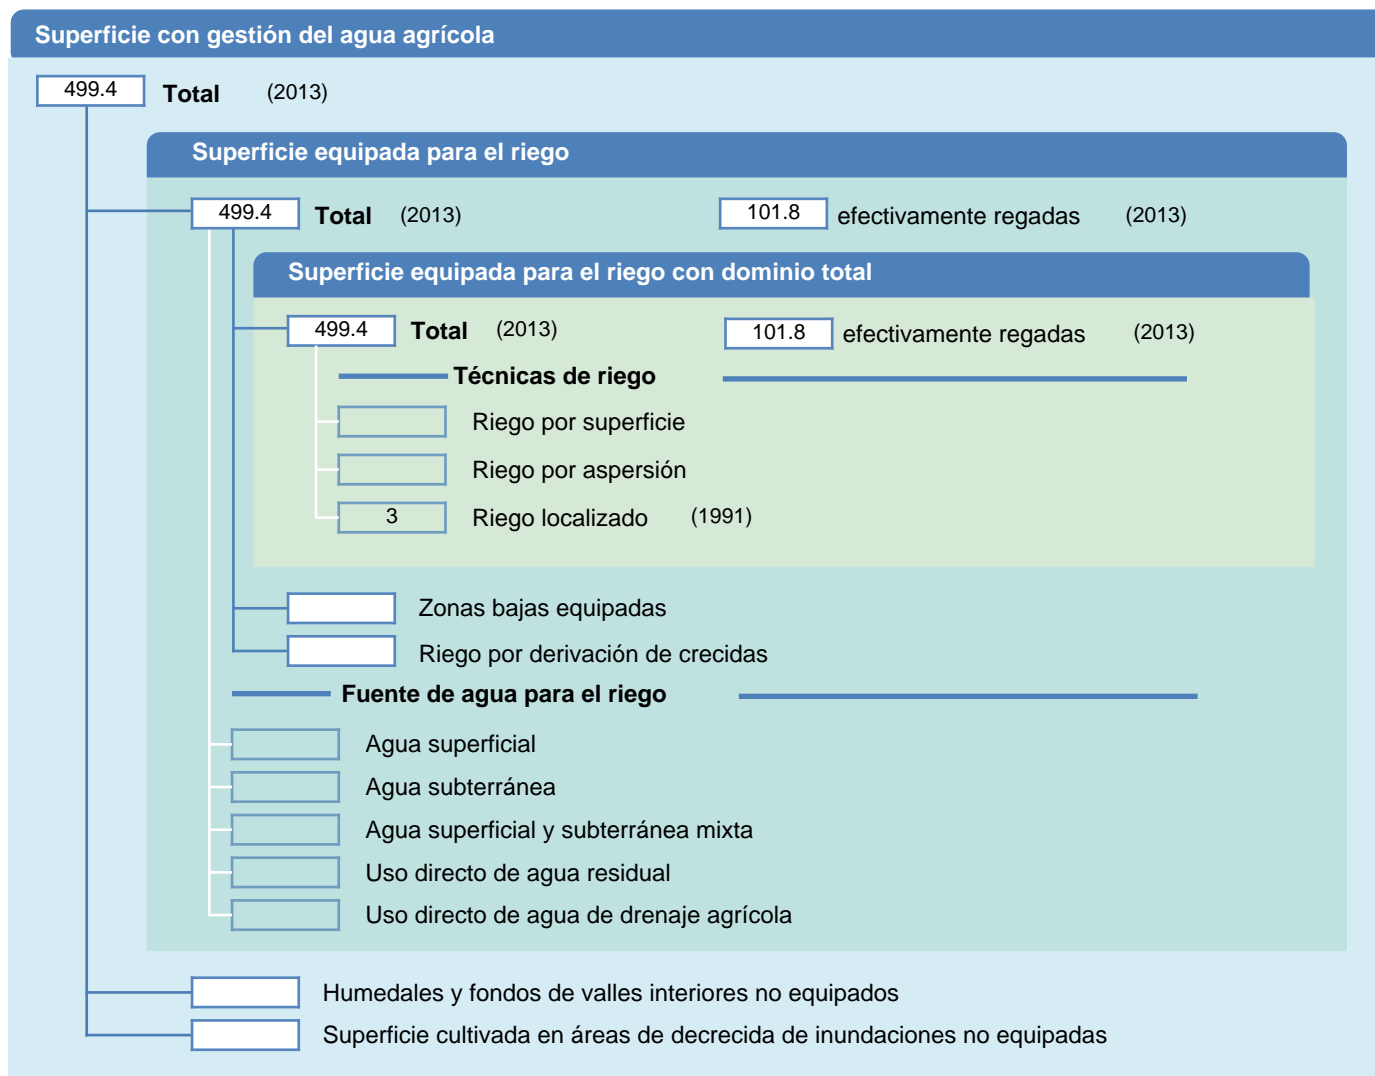 Superficie con gestión del agua agrícola
499.4 Total (2013)
Superficie equipada para el riego
499.4 Total (2013) 101.8 efectivamente regadas (2013)
Superficie equipada para el riego con dominio total
499.4 Total (2013) 101.8 efectivamente regadas (2013)
Técnicas de riego
Riego por superficie
Riego por aspersión
3 Riego localizado (1991)
Zonas bajas equipadas
Riego por derivación de crecidas
Fuente de agua para el riego
Agua superficial
Agua subterránea
Agua superficial y subterránea mixta
Uso directo de agua residual
Uso directo de agua de drenaje agrícola
Humedales y fondos de valles interiores no equipados
Superficie cultivada en áreas de decrecida de inundaciones no equipadas